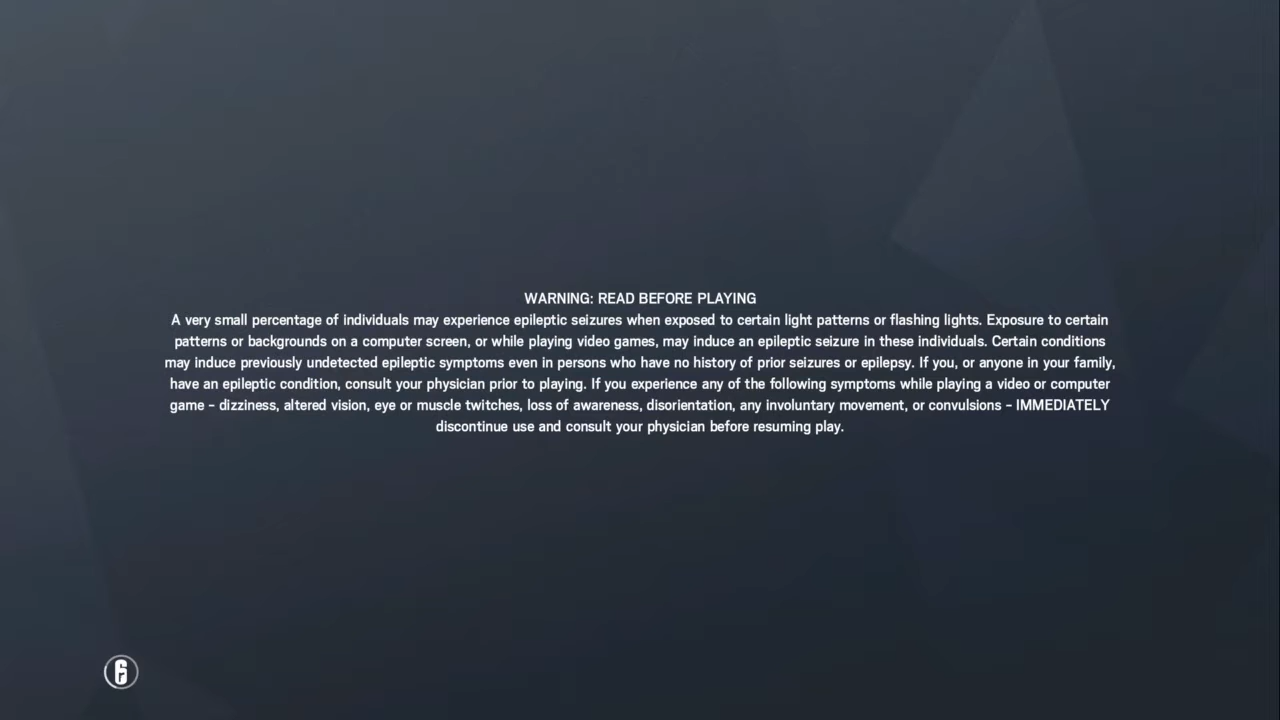 WARNING: READ BEFORE PLAYING
A very small percentage of individuals may experience epileptic seizures when exposed to certain light patterns or flashing lights. Exposure to certain
patterns or backgrounds on a computer screen, or while playing video games, may induce an epileptic seizure in these individuals. Certain conditions
may induce previously undetected epileptic symptoms even in persons who have no history of prior seizures or epilepsy. If you, or anyone in your family,
have an epileptic condition, consult your physician prior to playing. If you experience any of the following symptoms while playing a video or computer
game – dizziness, altered vision, eye or muscle twitches, loss of awareness, disorientation, any involuntary movement, or convulsions – IMMEDIATELY
discontinue use and consult your physician before resuming play.
6